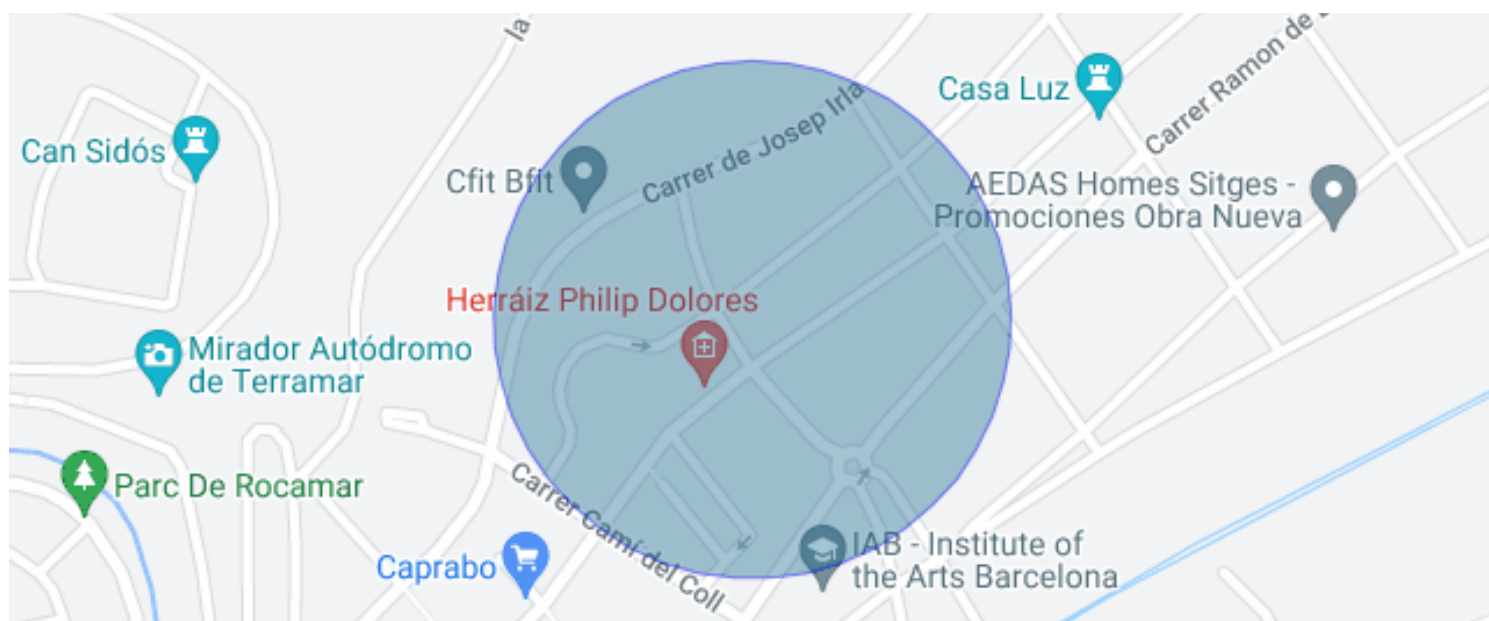 la
Casa Luz
Carrer Ramon de
Can Sidós
Carrer de Josep Irla
Cfit Bfit
AEDAS Homes Sitges -
Promociones Obra Nueva
Herráiz Philip Dolores
Mirador Autódromo
de Terramar
Parc De Rocamar
Carrer Camí del Coll
Caprabo
IAB - Institute of
the Arts Barcelona